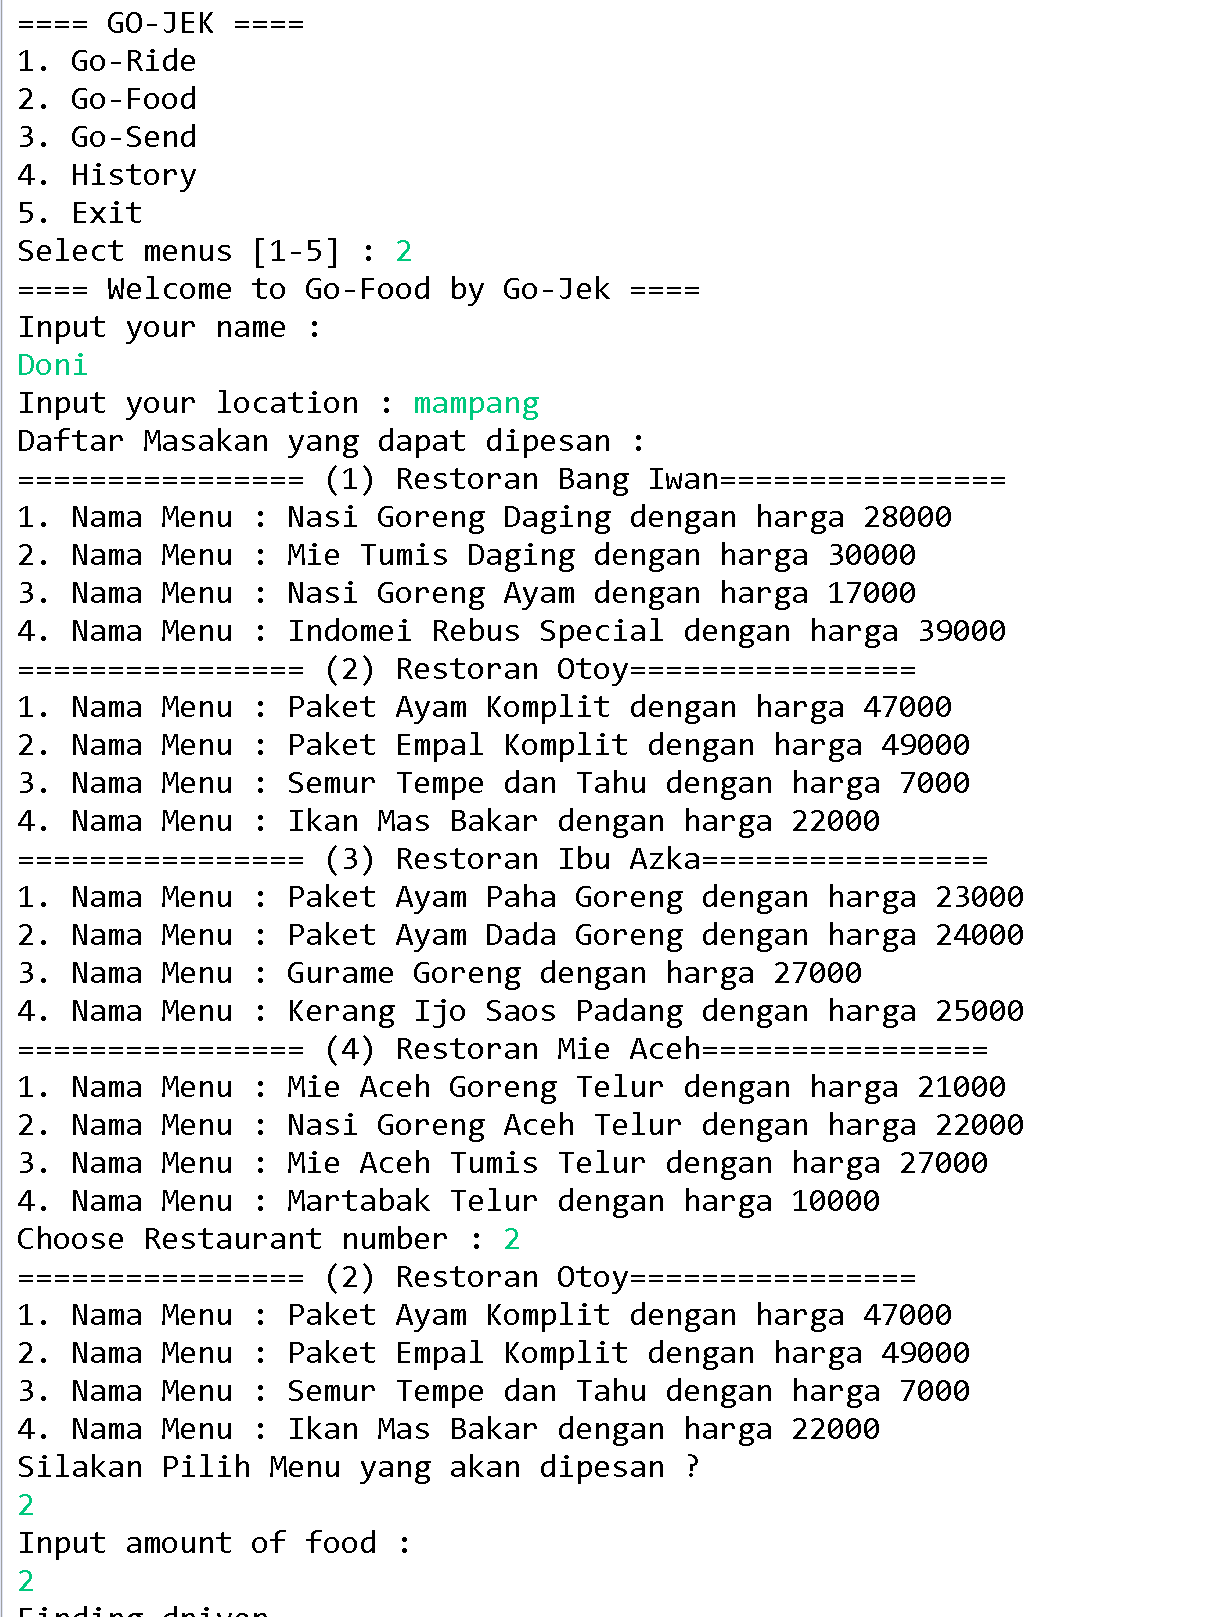 ==== GO-JEK ====
1. Go-Ride
2. Go-Food
3. Go-Send
4. History
5. Exit
Select menus [1-5] : 2
==== Welcome to Go-Food by Go-Jek ====
Input your name :
Doni
Input your location : mampang
Daftar Masakan yang dapat dipesan :
================ (1) Restoran Bang Iwan================
1. Nama Menu : Nasi Goreng Daging dengan harga 28000
2. Nama Menu : Mie Tumis Daging dengan harga 30000
3. Nama Menu : Nasi Goreng Ayam dengan harga 17000
4. Nama Menu : Indomei Rebus Special dengan harga 39000
================ (2) Restoran Otoy================
1. Nama Menu : Paket Ayam Komplit dengan harga 47000
2. Nama Menu : Paket Empal Komplit dengan harga 49000
3. Nama Menu : Semur Tempe dan Tahu dengan harga 7000
4. Nama Menu : Ikan Mas Bakar dengan harga 22000
================ (3) Restoran Ibu Azka================
1. Nama Menu : Paket Ayam Paha Goreng dengan harga 23000
2. Nama Menu : Paket Ayam Dada Goreng dengan harga 24000
3. Nama Menu : Gurame Goreng dengan harga 27000
4. Nama Menu : Kerang Ijo Saos Padang dengan harga 25000
================ (4) Restoran Mie Aceh================
1. Nama Menu : Mie Aceh Goreng Telur dengan harga 21000
2. Nama Menu : Nasi Goreng Aceh Telur dengan harga 22000
3. Nama Menu : Mie Aceh Tumis Telur dengan harga 27000
4. Nama Menu : Martabak Telur dengan harga 10000
Choose Restaurant number : 2
================ (2) Restoran Otoy================
1. Nama Menu : Paket Ayam Komplit dengan harga 47000
2. Nama Menu : Paket Empal Komplit dengan harga 49000
3. Nama Menu : Semur Tempe dan Tahu dengan harga 7000
4. Nama Menu : Ikan Mas Bakar dengan harga 22000
Silakan Pilih Menu yang akan dipesan ?
2
Input amount of food :
2
Finding driver